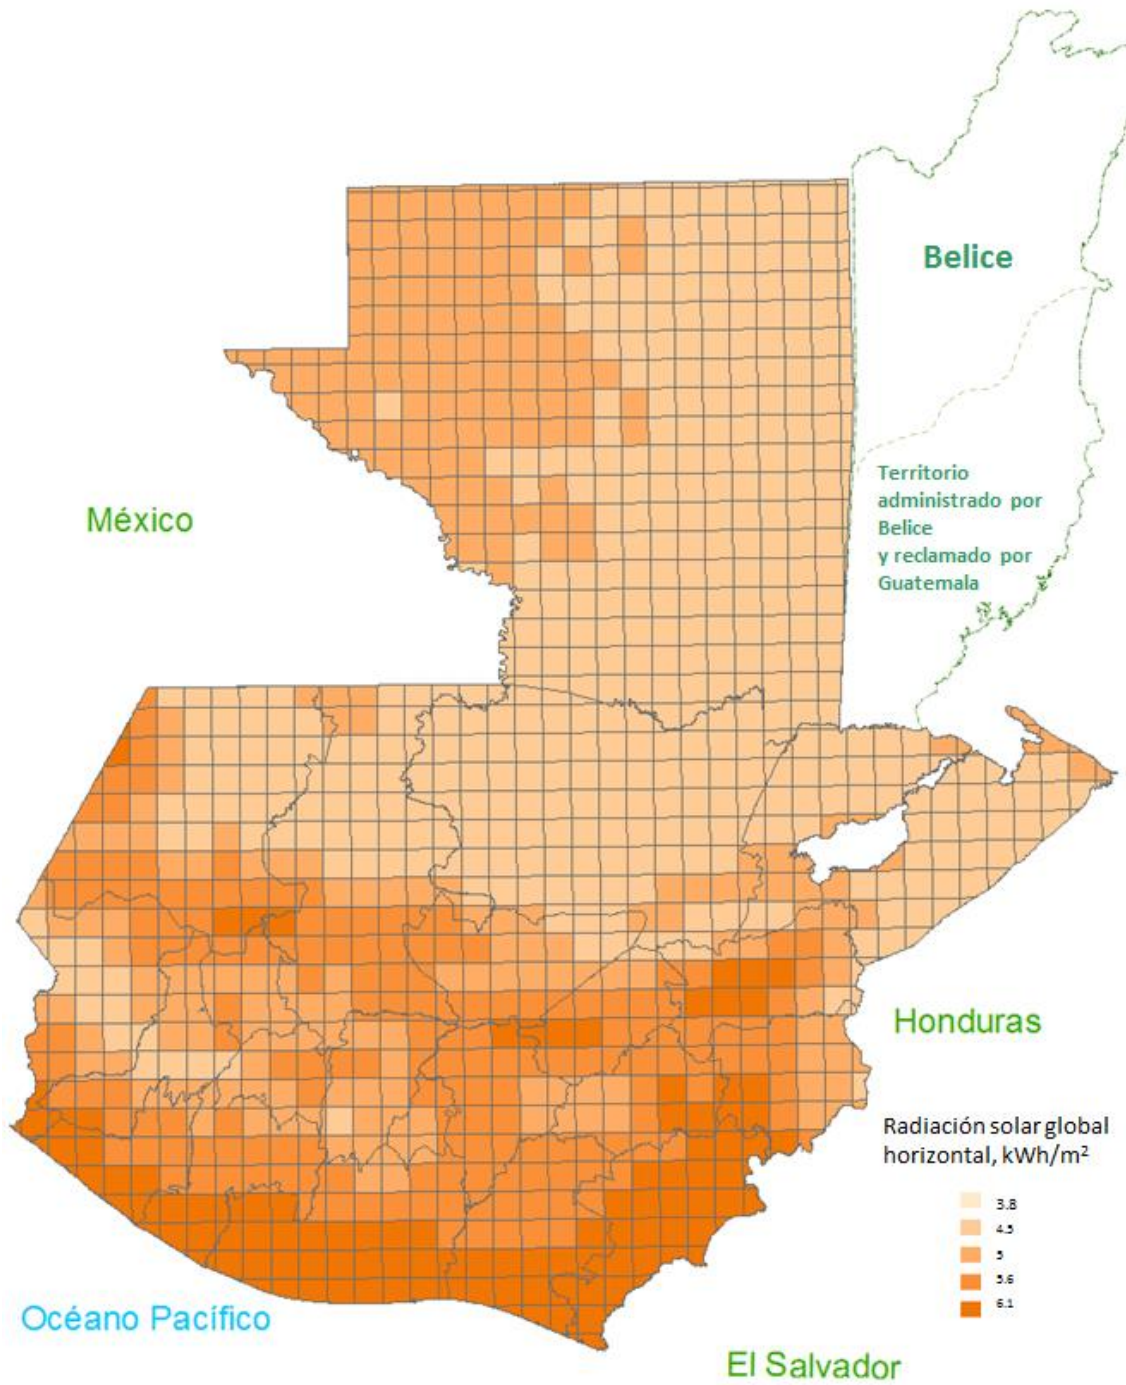 Belice
Territorio
administrado por
Belice
y reclamado por
Guatemala
México
Honduras
Radiación solar global
horizontal, kWh/m²
3.8
4.5
5
5.6
6.1
Océano Pacífico
El Salvador